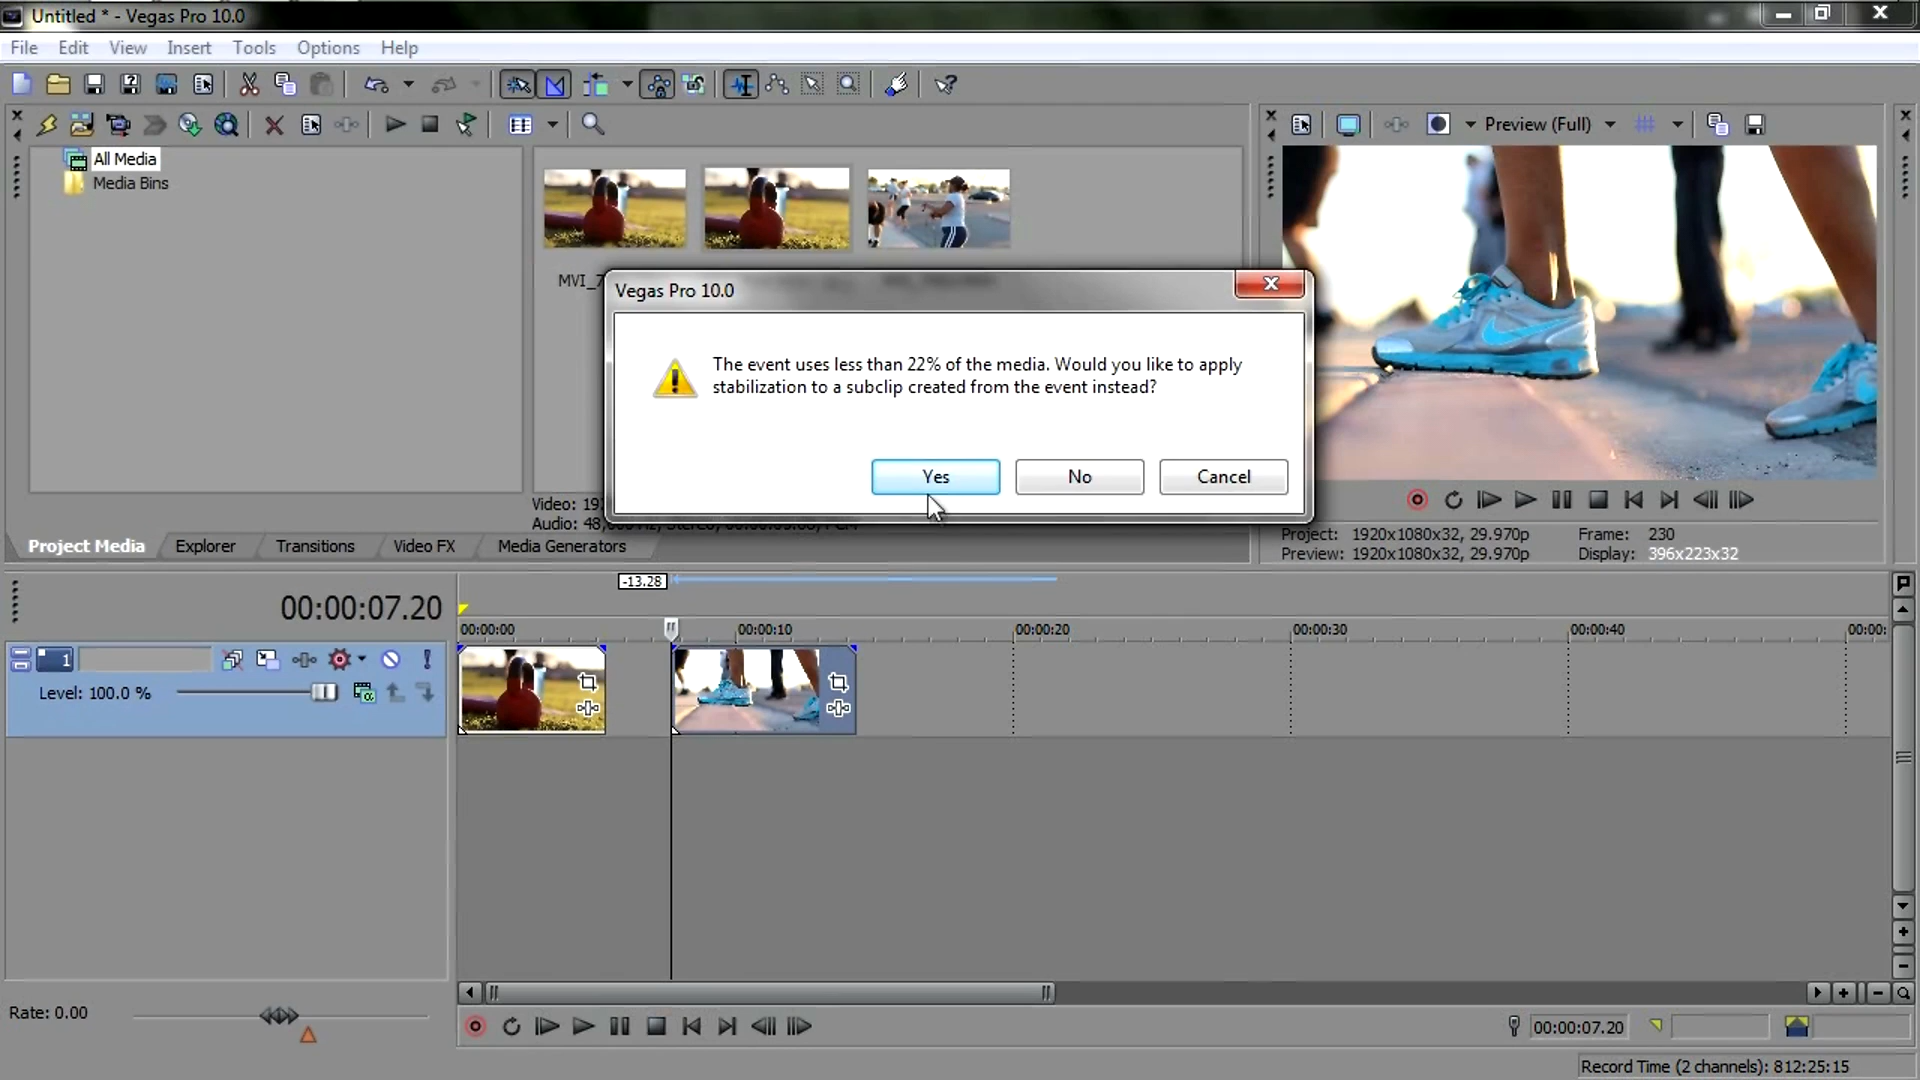 Untitled * - Vegas Pro 10.0
File Edit View Insert Tools Options Help
Preview (Full)
All Media
Media Bins
MVI_7
Vegas Pro 10.0
The event uses less than 22% of the media. Would you like to apply
stabilization to a subclip created from the event instead?
Yes No Cancel
Video: 19
Audio: 48,
Project: 1920x1080x32, 29.970p Frame: 230
Preview: 1920x1080x32, 29.970p Display: 396x223x32
Project Media Explorer Transitions Video FX Media Generators
-13.28
00:00:07.20
00:00:00 00:00:10 00:00:20 00:00:30 00:00:40 00:00:
1
Level: 100.0 %
Rate: 0.00
00:00:07.20
Record Time (2 channels): 812:25:15